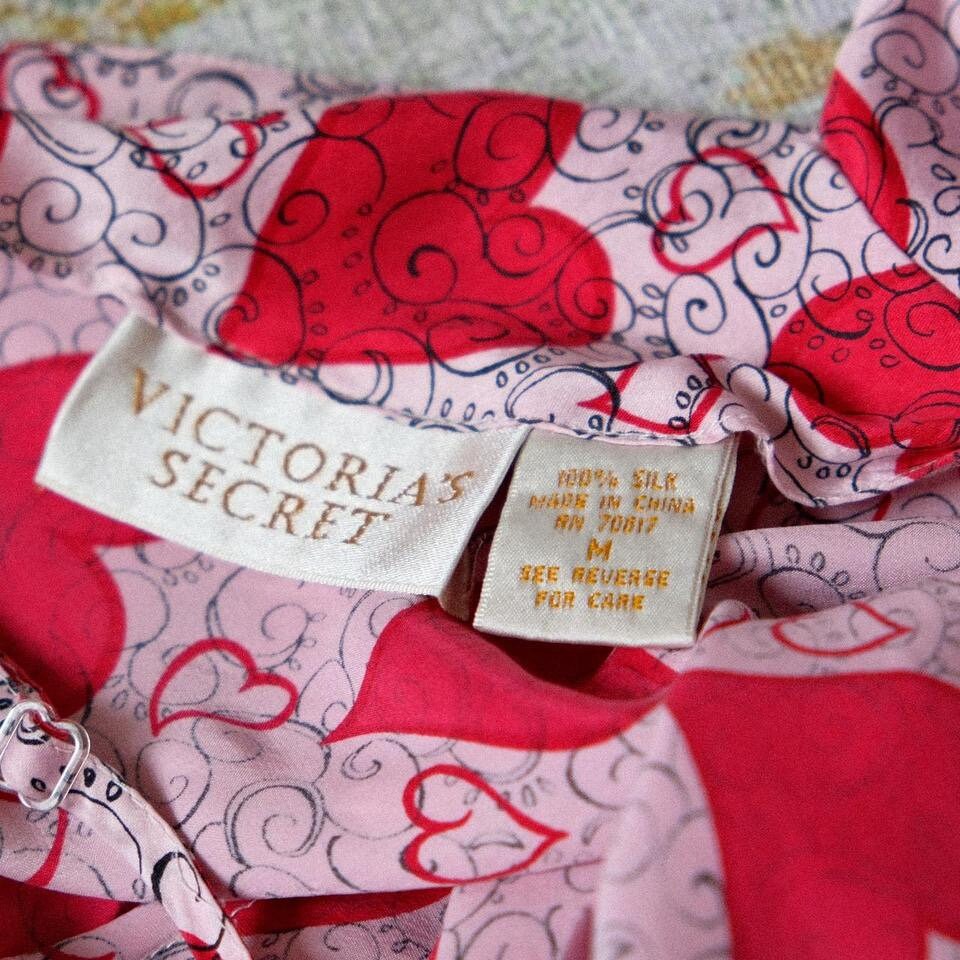 VICTORIA'S
SECRET
100% SILK
MADE IN CHINA
RN 70817
M
SEE REVERSE
FOR CARE